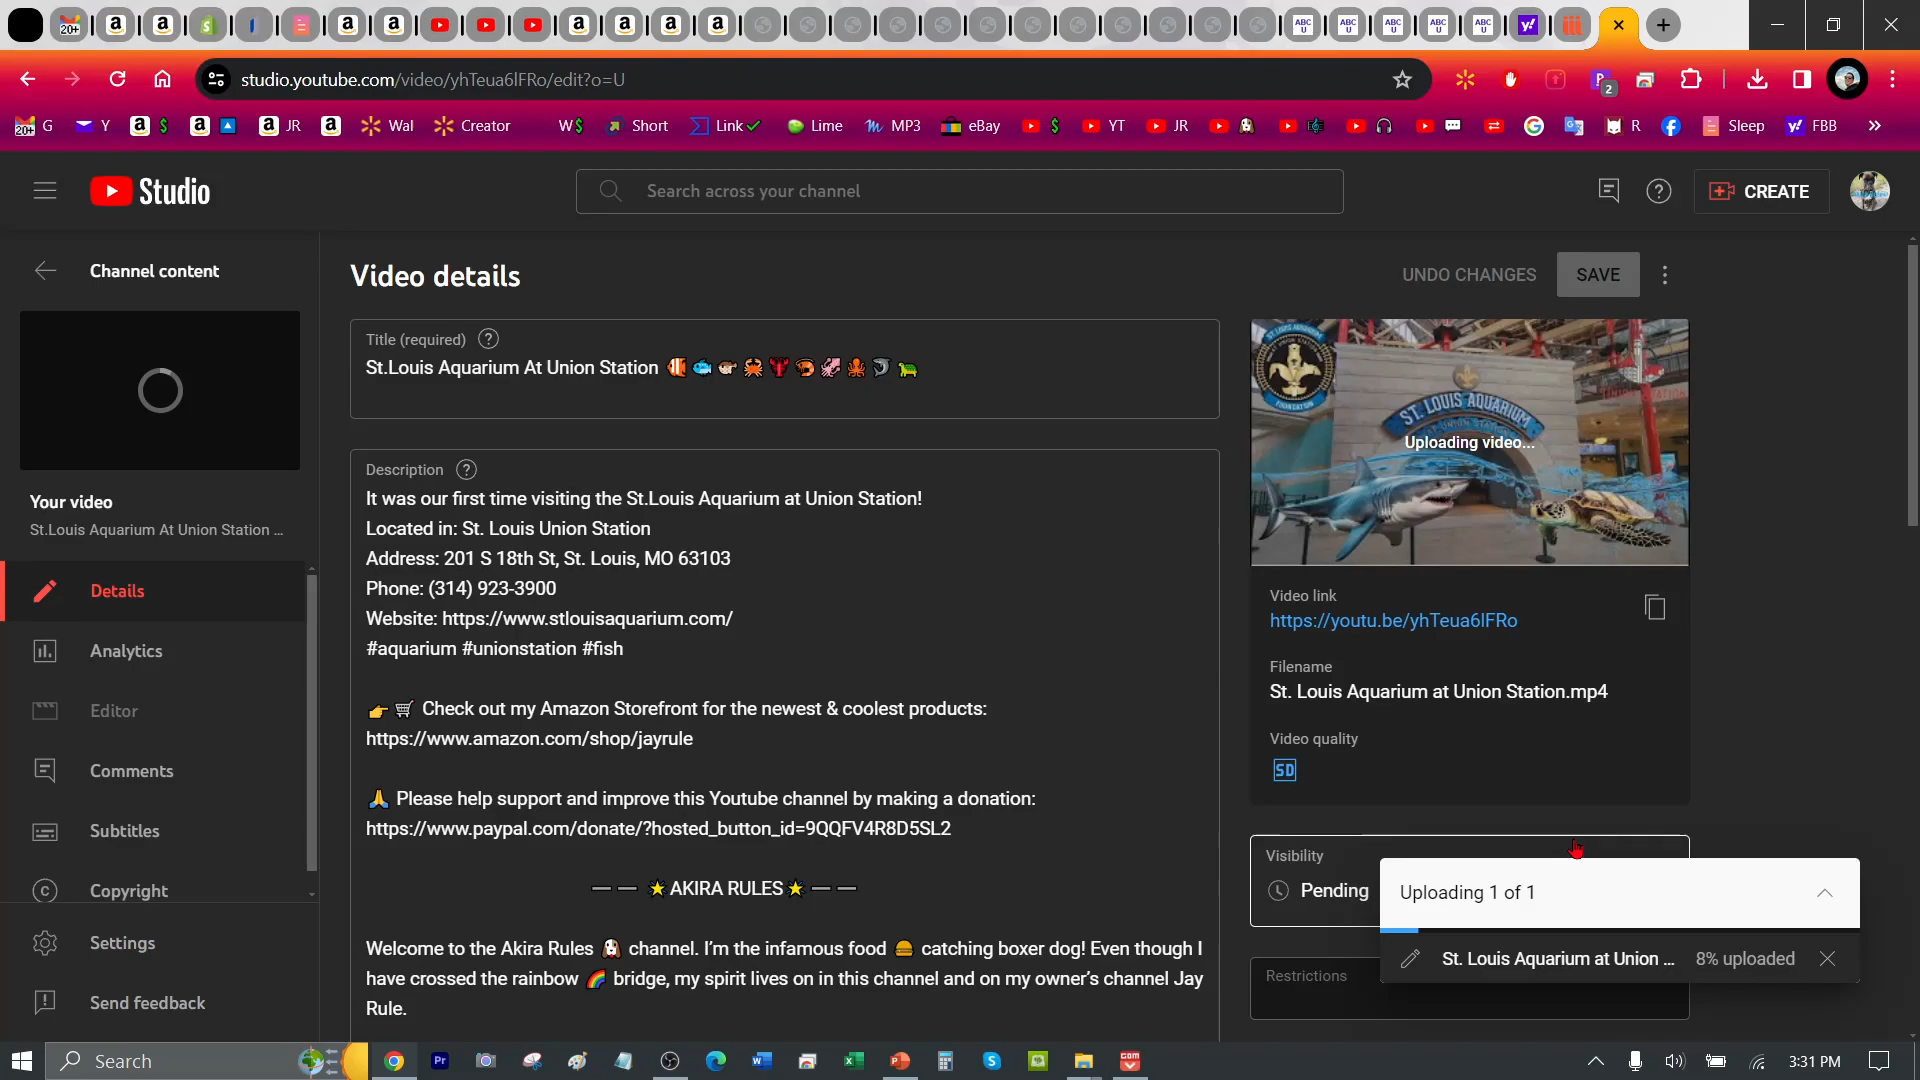 studio.youtube.com/video/yhTeua6lFRo/edit?o=U
G
Y
JR
Wal
Creator
W$
Short
Link
Lime
MP3
eBay
YT
JR
R
Sleep
FBB
Studio
Search across your channel
CREATE
Channel content
Your video
St.Louis Aquarium At Union Station ...
Details
Analytics
Editor
Comments
Subtitles
Copyright
Settings
Send feedback
Video details
UNDO CHANGES
SAVE
Title (required)
St.Louis Aquarium At Union Station 🐠🐟🐡🦀🦞🦐🦑🐙🦈🐢
Description
It was our first time visiting the St.Louis Aquarium at Union Station!
Located in: St. Louis Union Station
Address: 201 S 18th St, St. Louis, MO 63103
Phone: (314) 923-3900
Website: https://www.stlouisaquarium.com/
#aquarium #unionstation #fish
👉🛒 Check out my Amazon Storefront for the newest & coolest products:
https://www.amazon.com/shop/jayrule
🙏 Please help support and improve this Youtube channel by making a donation:
https://www.paypal.com/donate/?hosted_button_id=9QQFV4R8D5SL2
— — 🌟AKIRA RULES🌟 — —
Welcome to the Akira Rules 🐶 channel. I'm the infamous food 🍔 catching boxer dog! Even though I
have crossed the rainbow 🌈 bridge, my spirit lives on in this channel and on my owner's channel Jay
Rule.
ST. LOUIS AQUARIUM
FOUNDATION
ST. LOUIS AQUARIUM
AT UNION STATION
Uploading video...
Video link
https://youtu.be/yhTeua6lFRo
Filename
St. Louis Aquarium at Union Station.mp4
Video quality
SD
Visibility
Pending
Restrictions
Uploading 1 of 1
St. Louis Aquarium at Union ...
8% uploaded
Search
3:31 PM